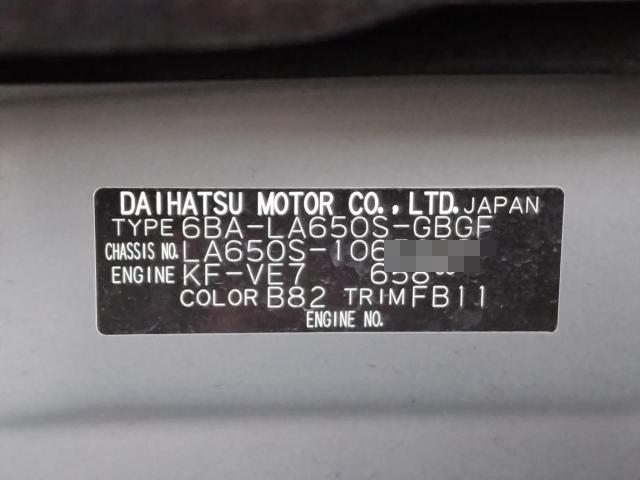 DAIHATSU MOTOR CO., LTD. JAPAN
TYPE 6BA-LA650S-GBGF
CHASSIS NO. LA650S-106
ENGINE KF-VE7 658cc
COLOR B82 TRIM FB11
ENGINE NO.